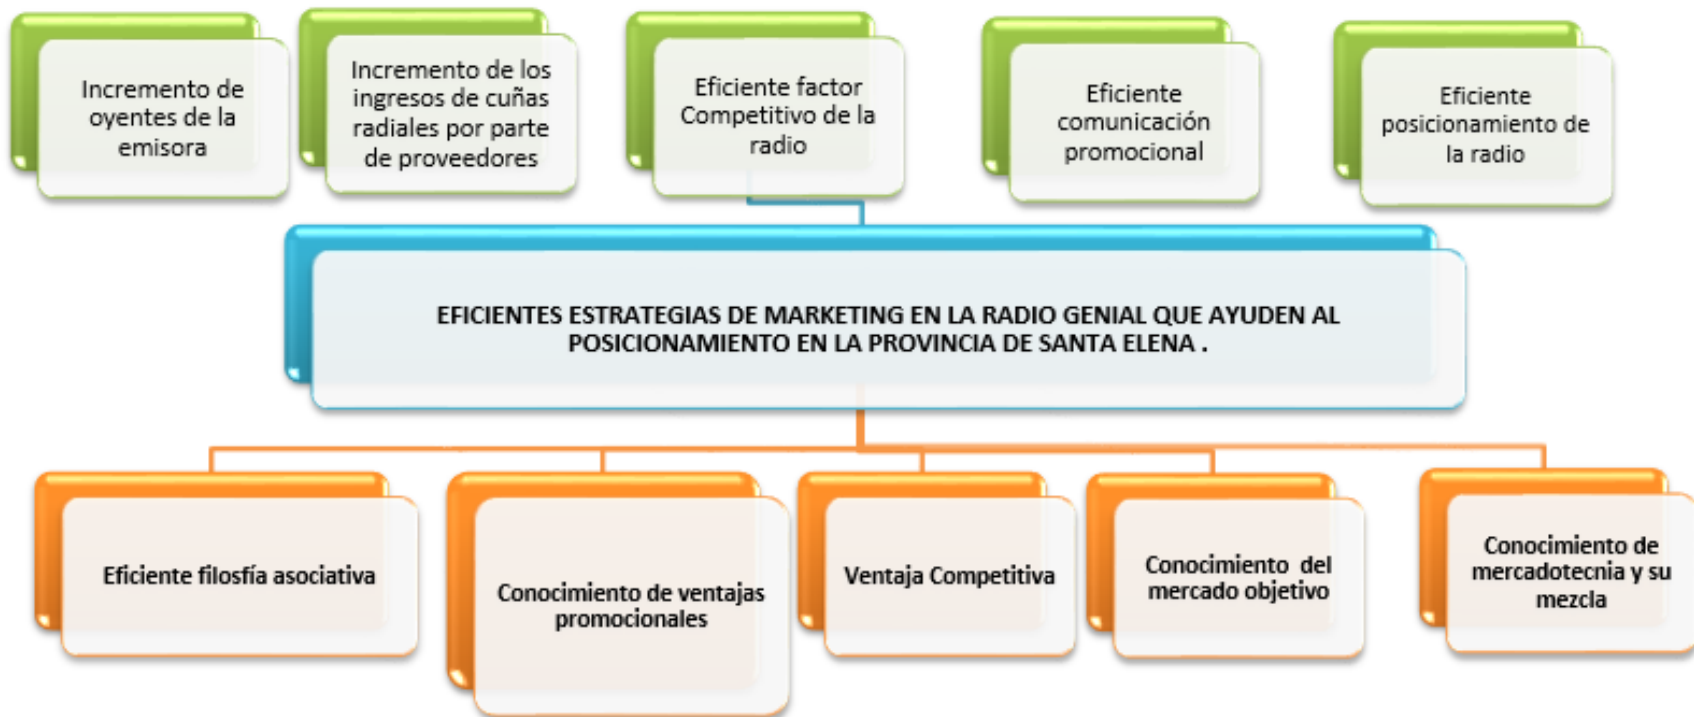 Incremento de
oyentes de la
emisora
Incremento de los
ingresos de cuñas
radiales por parte
de proveedores
Eficiente factor
Competitivo de la
radio
Eficiente
comunicación
promocional
Eficiente
posicionamiento de
la radio
EFICIENTES ESTRATEGIAS DE MARKETING EN LA RADIO GENIAL QUE AYUDEN AL
POSICIONAMIENTO EN LA PROVINCIA DE SANTA ELENA .
Eficiente filosfía asociativa
Conocimiento de ventajas
promocionales
Ventaja Competitiva
Conocimiento del
mercado objetivo
Conocimiento de
mercadotecnia y su
mezcla